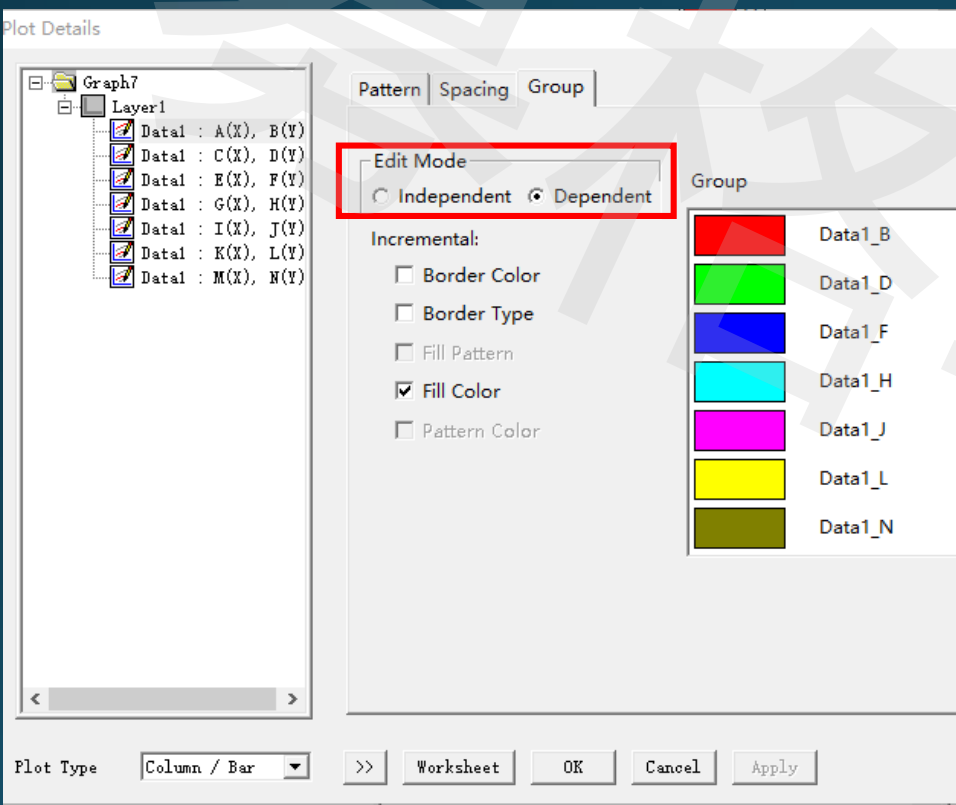 Plot Details
Graph7
Layer1
Data1 : A(X), B(Y)
Data1 : C(X), D(Y)
Data1 : E(X), F(Y)
Data1 : G(X), H(Y)
Data1 : I(X), J(Y)
Data1 : K(X), L(Y)
Data1 : M(X), N(Y)
Pattern Spacing Group
Edit Mode
Independent Dependent
Incremental:
Border Color
Border Type
Fill Pattern
Fill Color
Pattern Color
Group
Data1_B
Data1_D
Data1_F
Data1_H
Data1_J
Data1_L
Data1_N
Plot Type Column / Bar >> Worksheet OK Cancel Apply